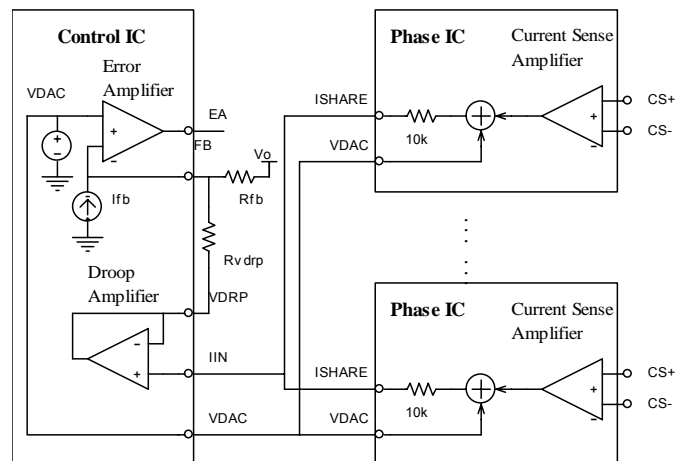 Control IC
Error
Amplifier
VDAC
+
-
EA
FB
Vo
Rfb
Ifb
Rvdrp
Droop
Amplifier
VDRP
-
+
IIN
VDAC
Phase IC
Current Sense
Amplifier
ISHARE
10k
VDAC
+
-
CS+
CS-
Phase IC
Current Sense
Amplifier
ISHARE
10k
VDAC
+
-
CS+
CS-